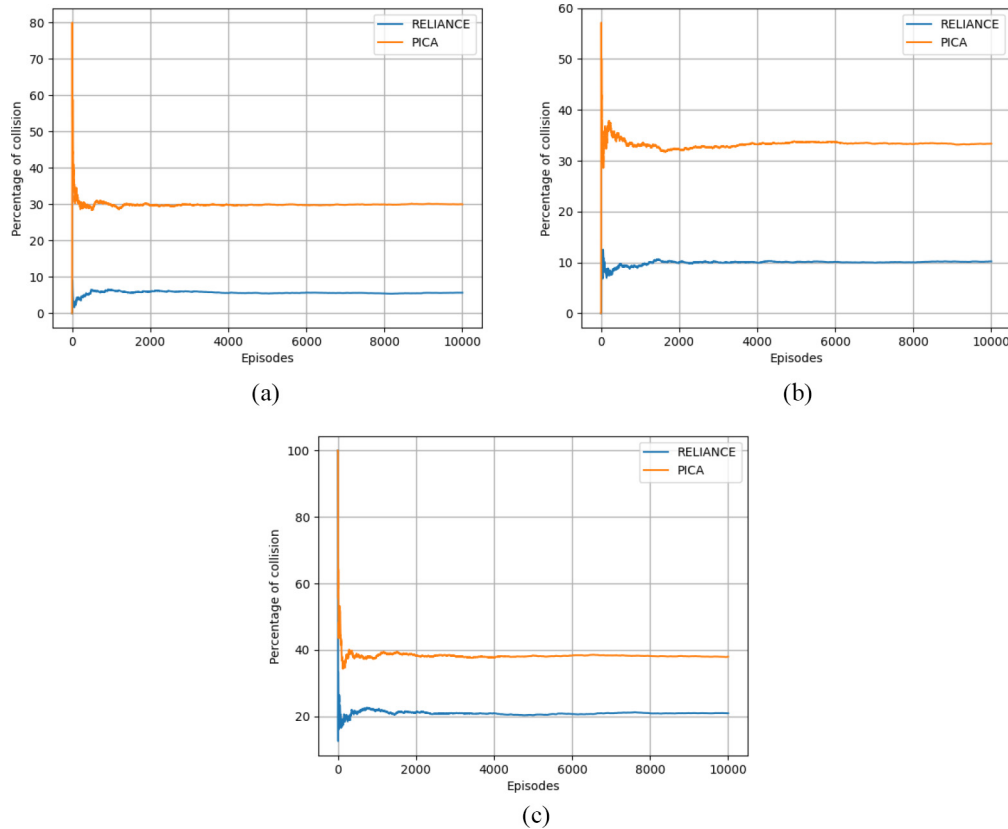 80
70
60
50
40
30
20
10
0
Percentage of collision
RELIANCE
PICA
0 2000 4000 6000 8000 10000
Episodes
(a)
60
50
40
30
20
10
0
Percentage of collision
RELIANCE
PICA
0 2000 4000 6000 8000 10000
Episodes
(b)
100
80
60
40
20
Percentage of collision
RELIANCE
PICA
0 2000 4000 6000 8000 10000
Episodes
(c)